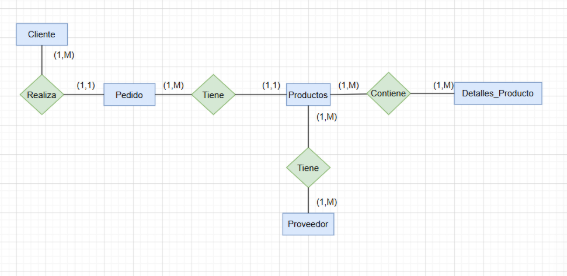 Cliente
(1,M)
(1,1)
(1,M)
(1,1)
(1,M)
(1,M)
Realiza
Pedido
Tiene
Productos
Contiene
Detalles_Producto
(1,M)
Tiene
(1,M)
Proveedor